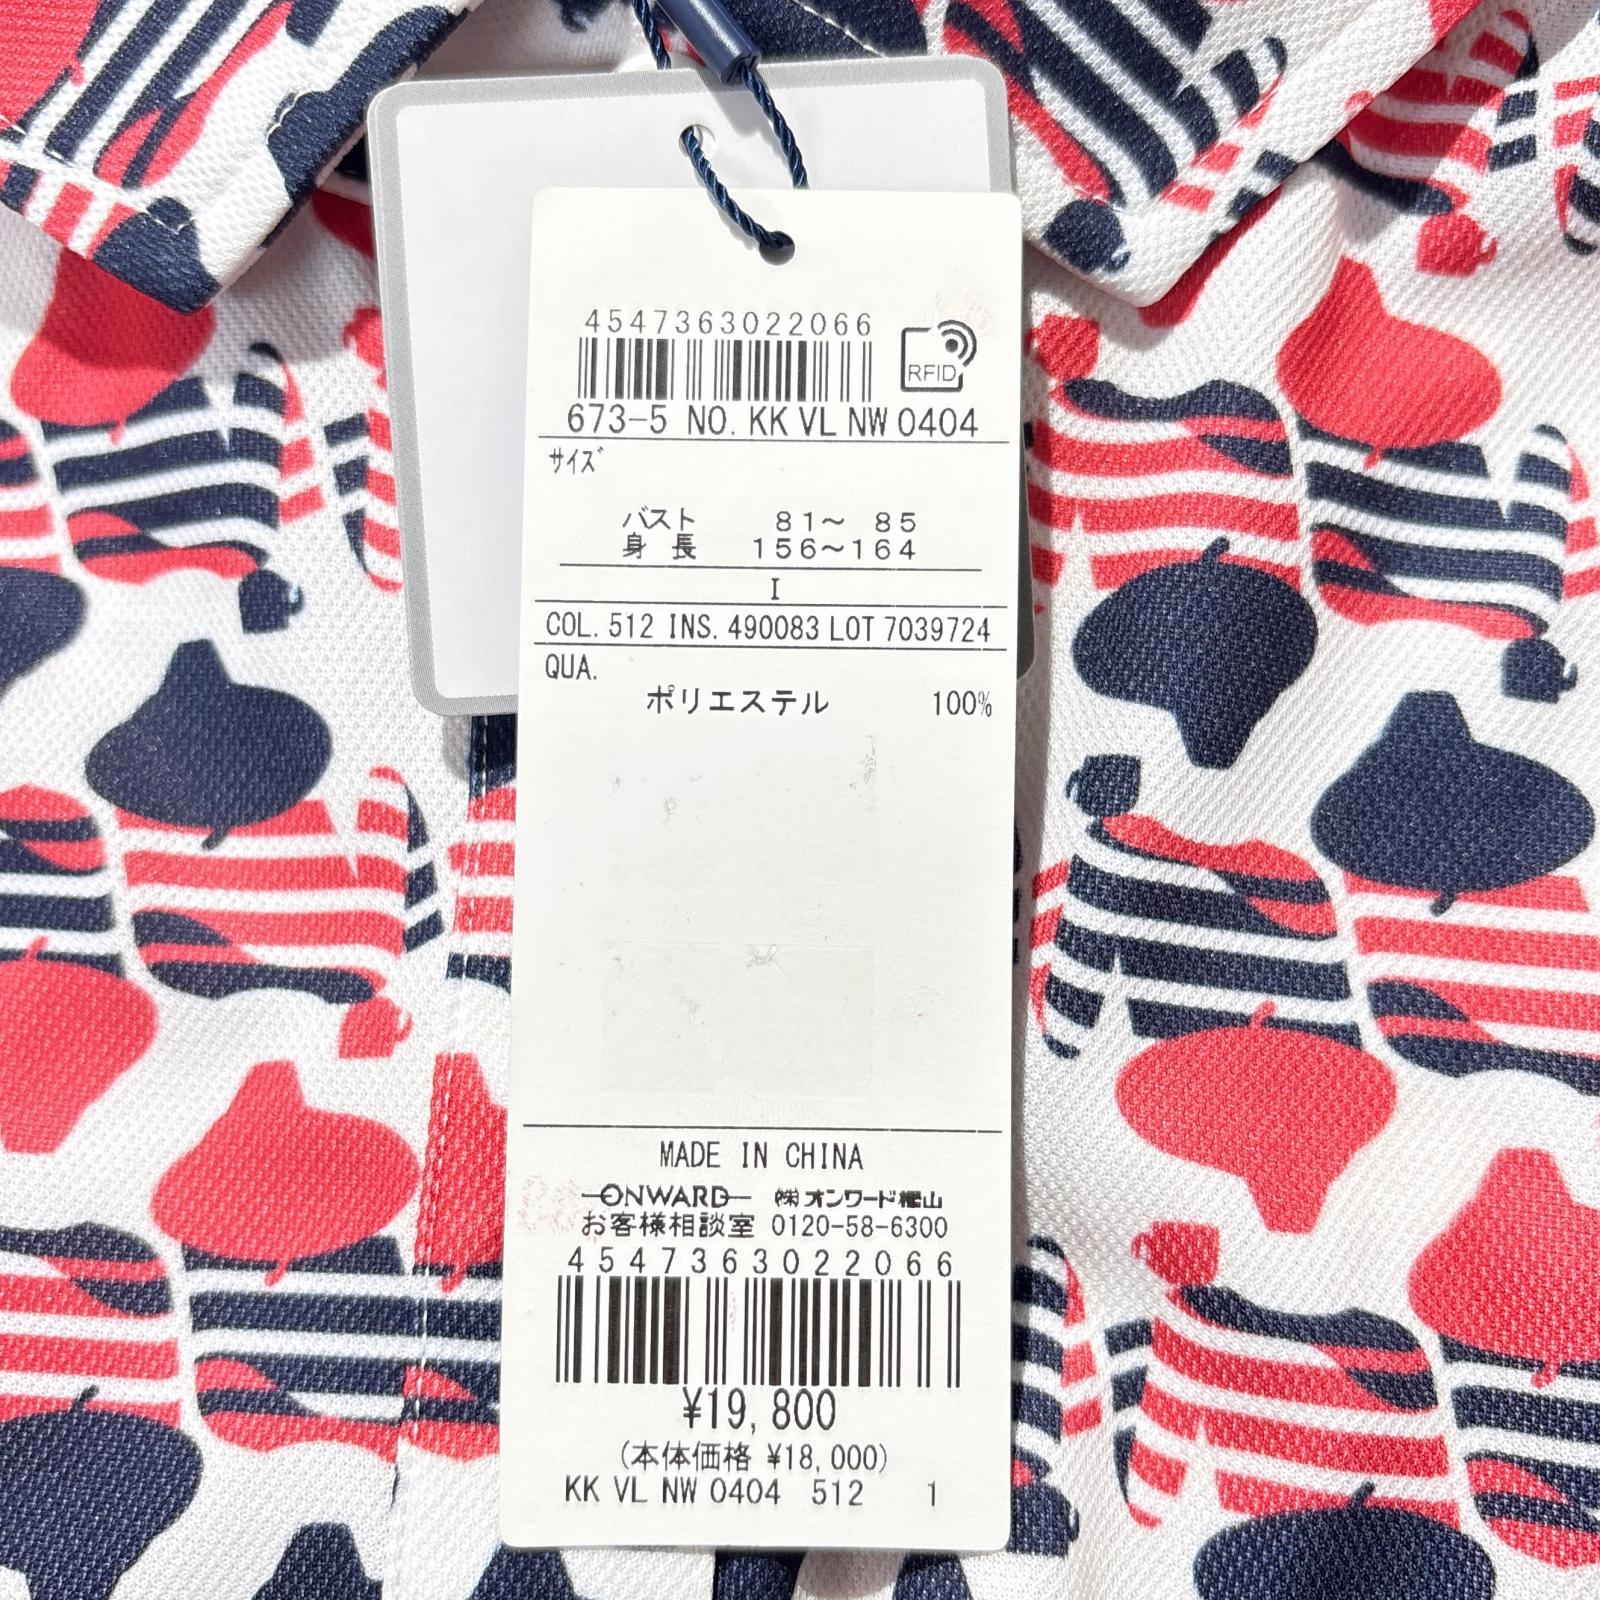 4547363022066
RFID
673-5 NO. KK VL NW 0404
サイズ
バスト 81〜 85
身 長 156〜164
I
COL. 512 INS. 490083 LOT 7039724
QUA.
ポリエステル 100%
MADE IN CHINA
ONWARD ㈱オンワード樫山
お客様相談室 0120-58-6300
4547363022066
¥19,800
(本体価格 ¥18,000)
KK VL NW 0404 512 1